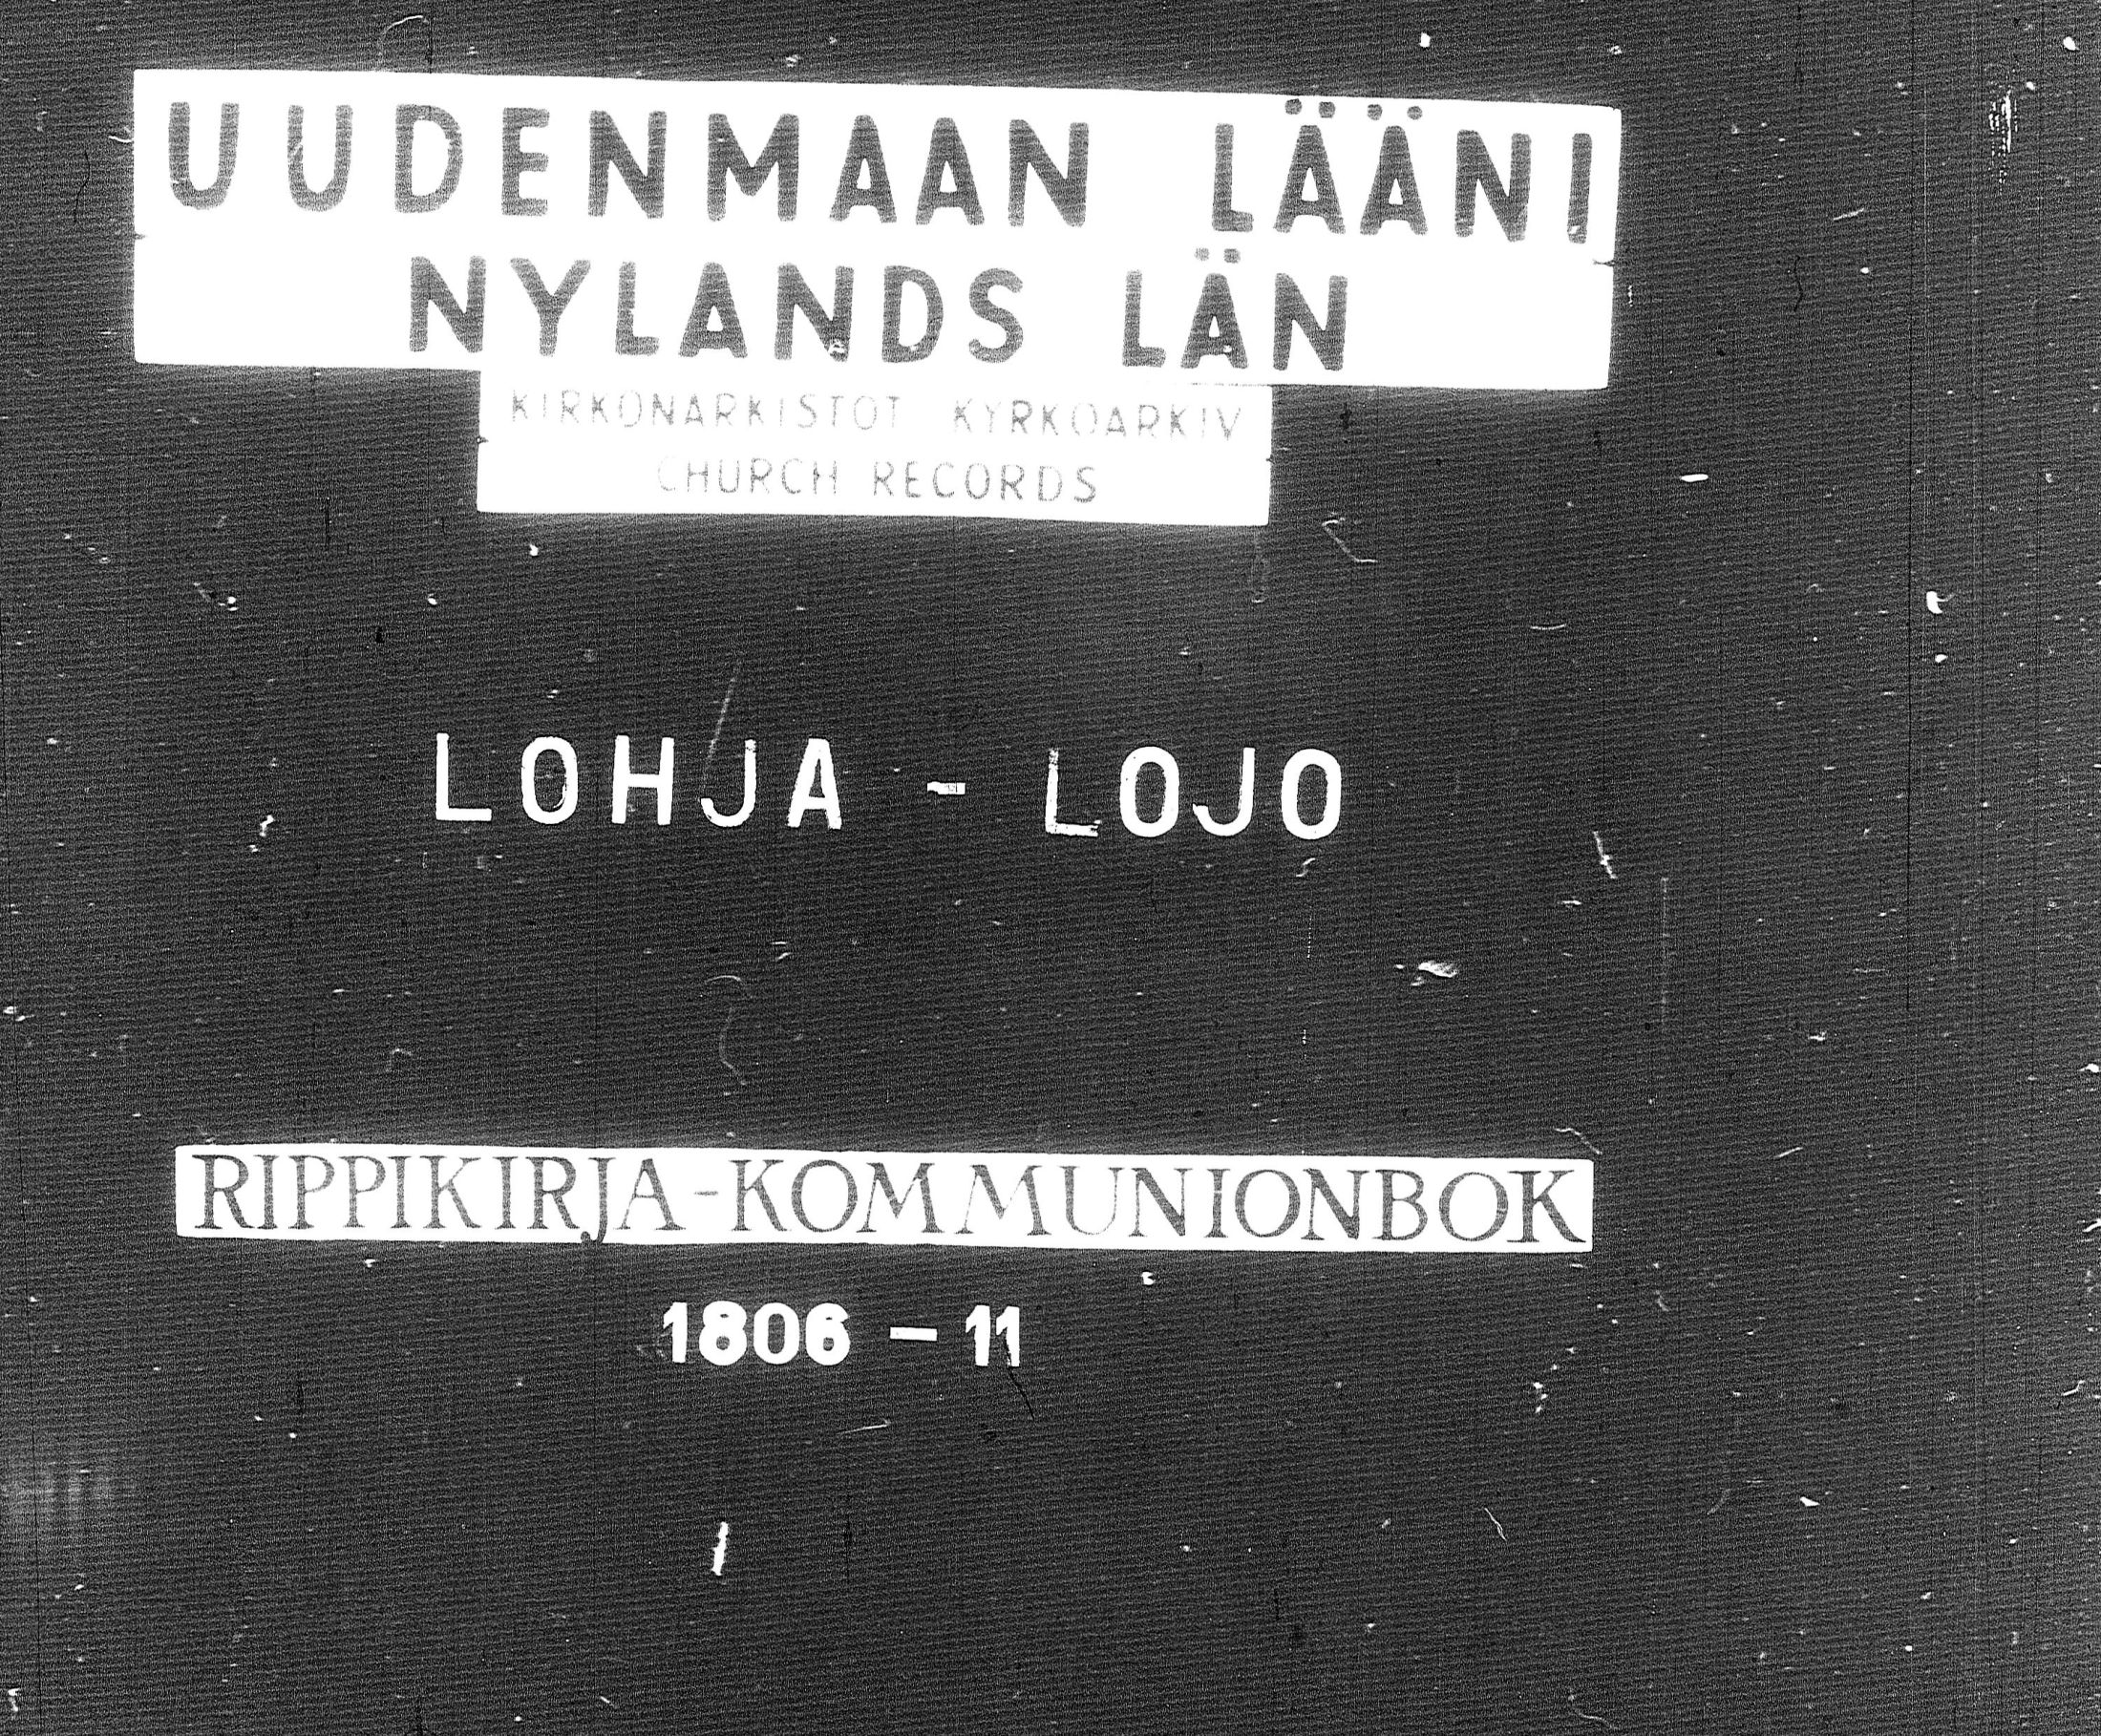 UUDENMAAN LÄÄNI
NYLANDS LÄN
KIRKONARKISTOT KYRKOARKIV
CHURCH RECORDS
LOHJA - LOJO
RIPPIKIRJA-KOMMUNIONBOK
1806 - 11